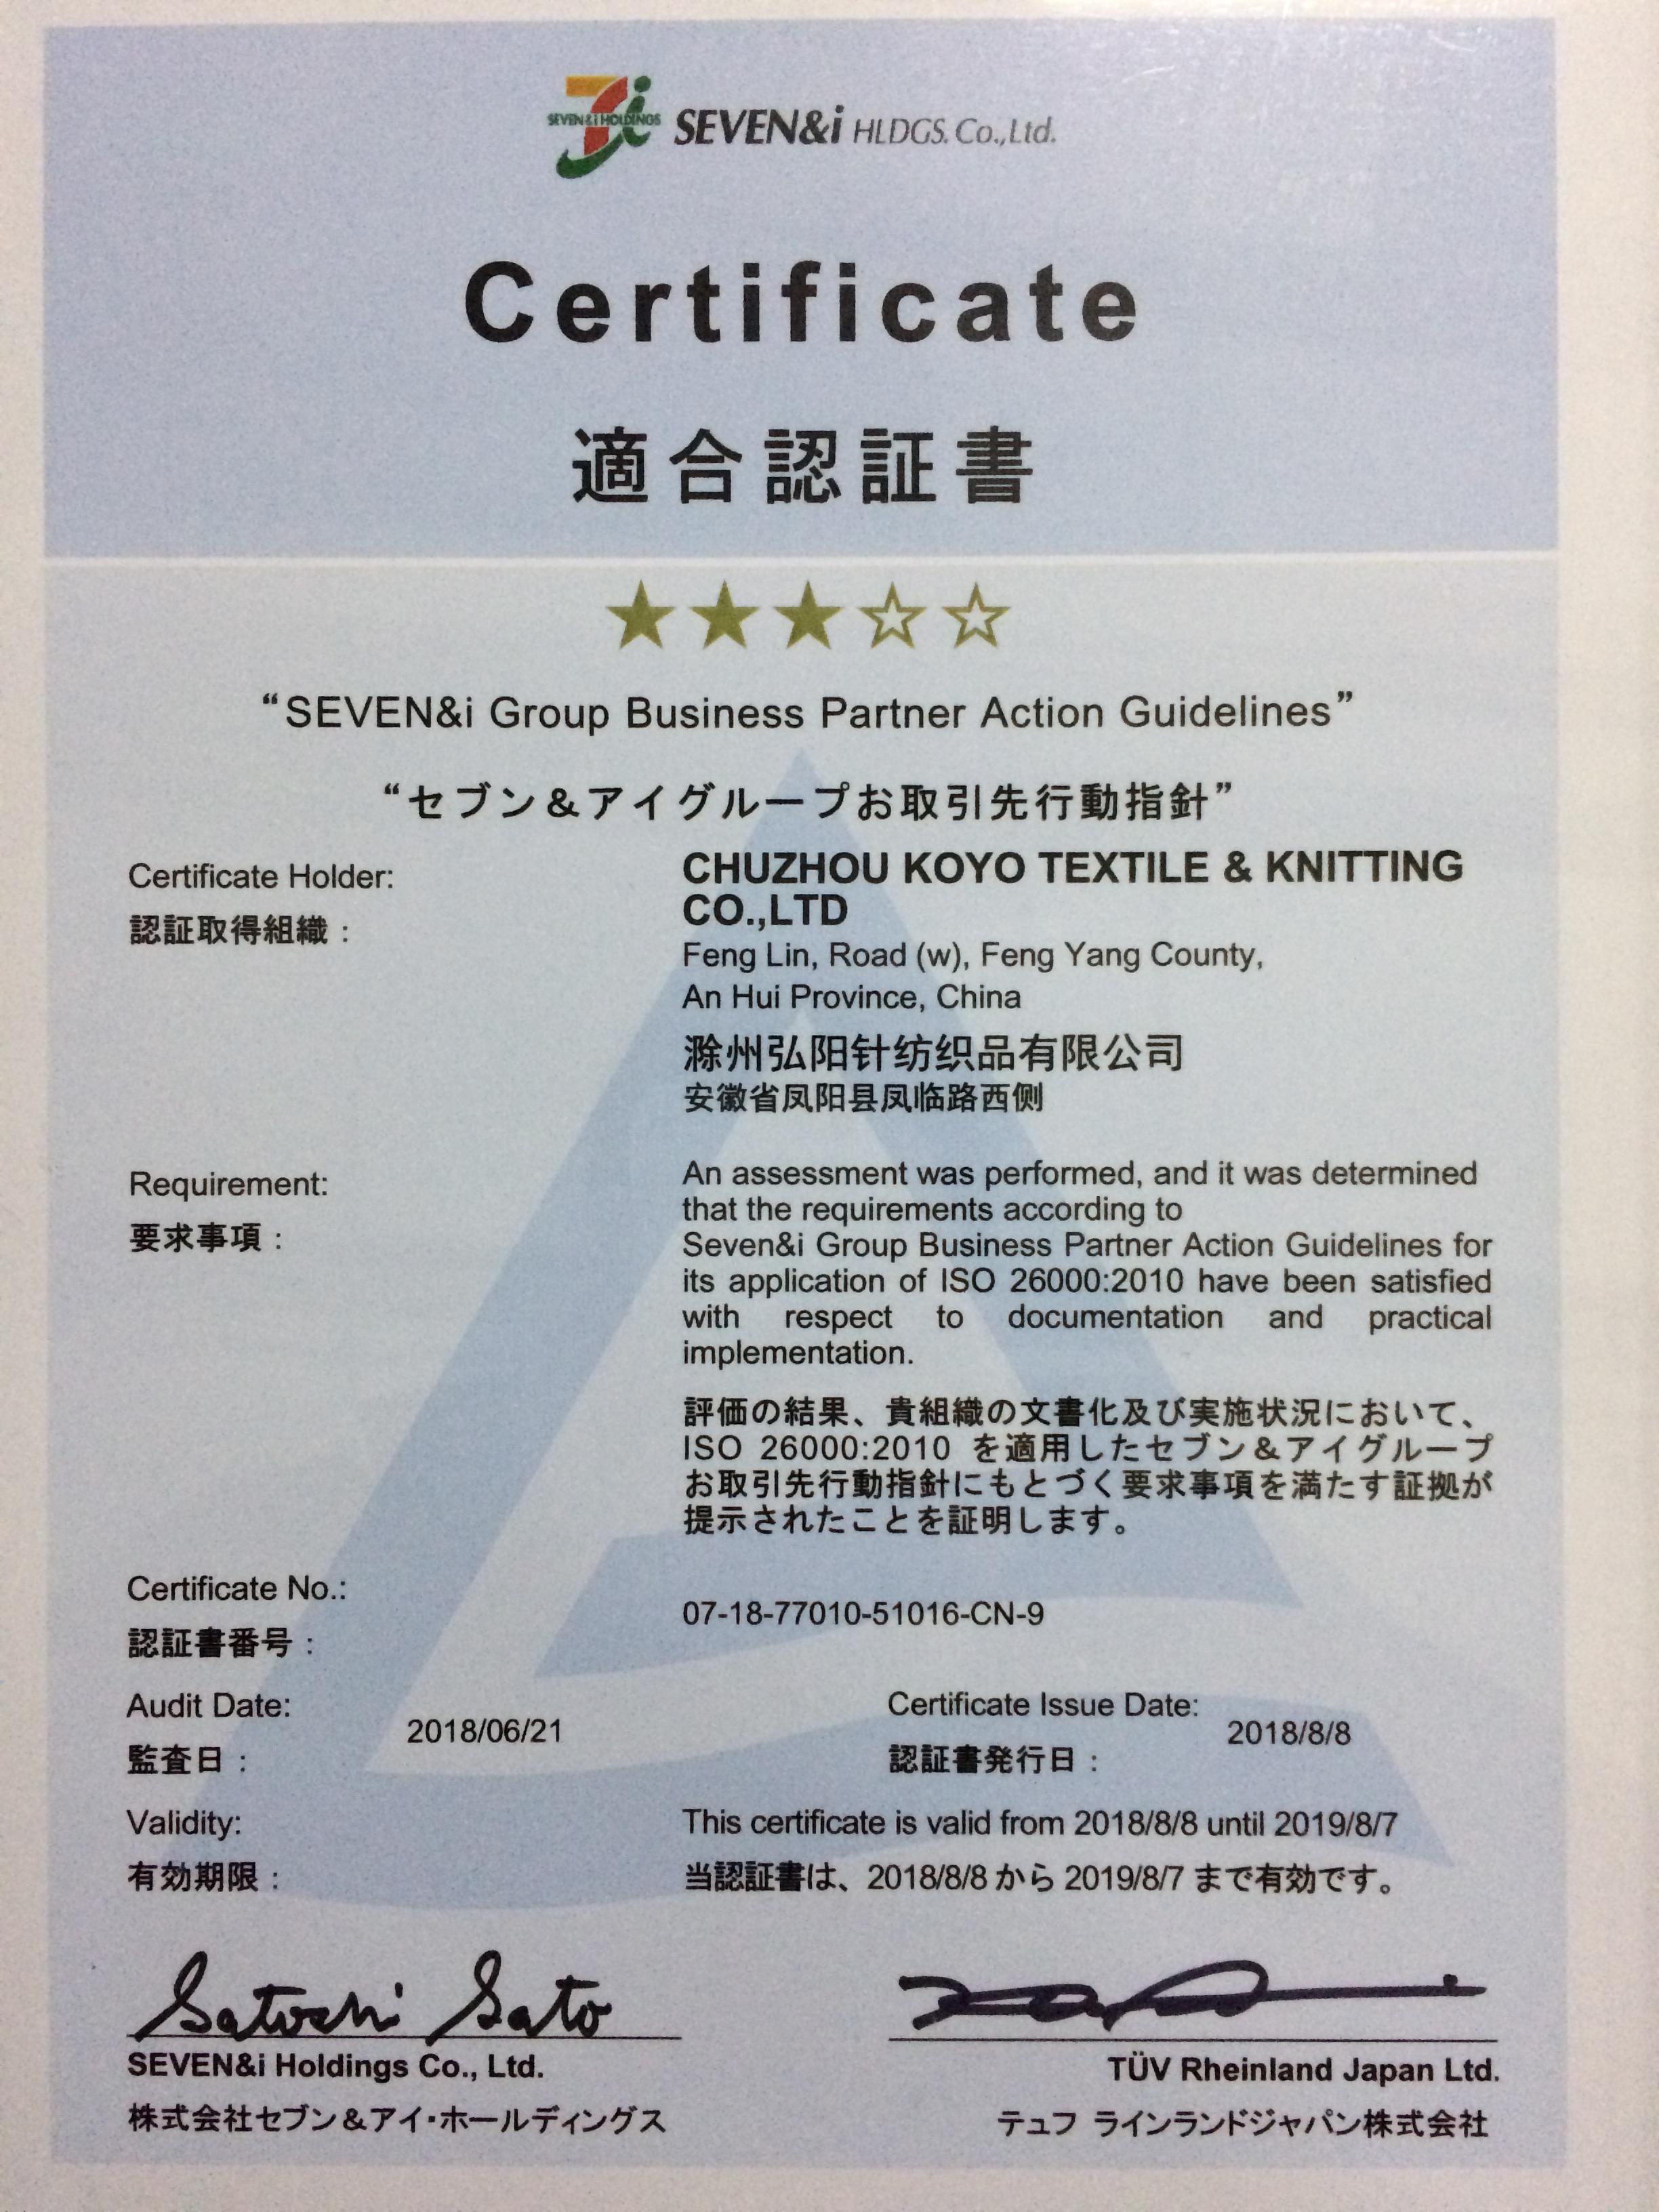 SEVEN&i HOLDINGS
SEVEN&i HLDGS. Co.,Ltd.
Certificate
適合認証書
★★★☆☆
“SEVEN&i Group Business Partner Action Guidelines”
“セブン&アイグループお取引先行動指針”
Certificate Holder:
認証取得組織：
CHUZHOU KOYO TEXTILE & KNITTING
CO.,LTD
Feng Lin, Road (w), Feng Yang County,
An Hui Province, China
滁州弘阳针纺织品有限公司
安徽省凤阳县凤临路西侧
Requirement:
要求事項：
An assessment was performed, and it was determined
that the requirements according to
Seven&i Group Business Partner Action Guidelines for
its application of ISO 26000:2010 have been satisfied
with respect to documentation and practical
implementation.
評価の結果、貴組織の文書化及び実施状況において、
ISO 26000:2010 を適用したセブン&アイグループ
お取引先行動指針にもとづく要求事項を満たす証拠が
提示されたことを証明します。
Certificate No.:
認証書番号：
07-18-77010-51016-CN-9
Audit Date:
監査日：
2018/06/21
Certificate Issue Date:
認証書発行日：
2018/8/8
Validity:
有効期限：
This certificate is valid from 2018/8/8 until 2019/8/7
当認証書は、2018/8/8 から 2019/8/7 まで有効です。
Satoshi Sato
SEVEN&i Holdings Co., Ltd.
株式会社セブン&アイ・ホールディングス
TÜV Rheinland Japan Ltd.
テュフ ラインランドジャパン株式会社